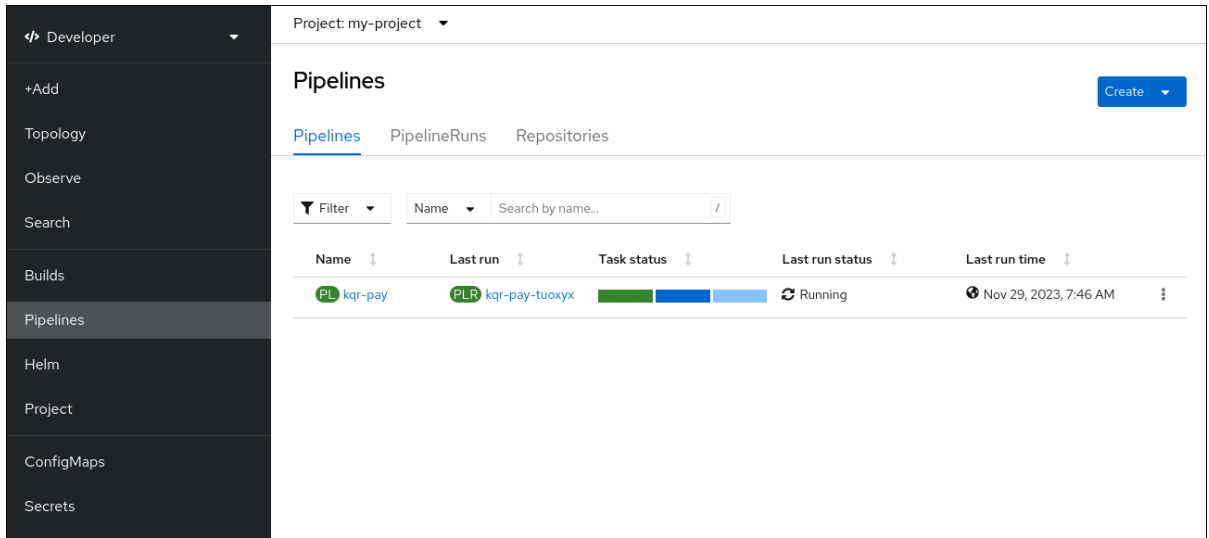 Developer
+Add
Topology
Observe
Search
Builds
Pipelines
Helm
Project
ConfigMaps
Secrets
Project: my-project
Pipelines
Create
Pipelines PipelineRuns Repositories
Filter Name Search by name... /
Name Last run Task status Last run status Last run time
PL kqr-pay PLR kqr-pay-tuoxyx Running Nov 29, 2023, 7:46 AM